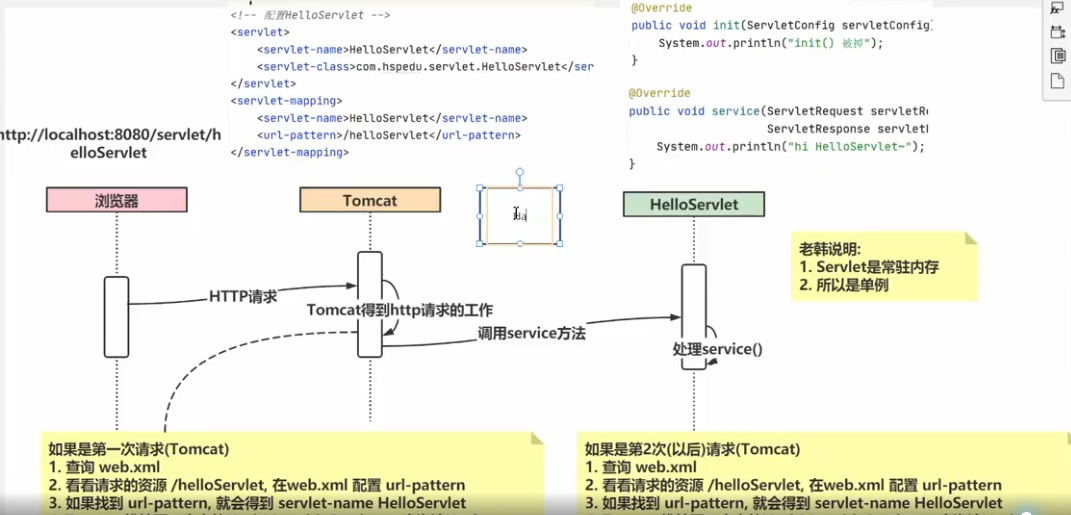 <!-- 配置HelloServlet -->
<servlet>
<servlet-name>HelloServlet</servlet-name>
<servlet-class>com.hspedu.servlet.HelloServlet</ser
</servlet>
<servlet-mapping>
<servlet-name>HelloServlet</servlet-name>
<url-pattern>/helloServlet</url-pattern>
</servlet-mapping>
@Override
public void init(ServletConfig servletConfig)
System.out.println("init() 被掉");
}
@Override
public void service(ServletRequest servletRe
ServletResponse servletR
System.out.println("hi HelloServlet~");
}
http://localhost:8080/servlet/h
elloServlet
浏览器
Tomcat
HelloServlet
老韩说明:
1. Servlet是常驻内存
2. 所以是单例
HTTP请求
Tomcat得到http请求的工作
调用service方法
处理service()
如果是第一次请求(Tomcat)
1. 查询 web.xml
2. 看看请求的资源 /helloServlet, 在web.xml 配置 url-pattern
3. 如果找到 url-pattern, 就会得到 servlet-name HelloServlet
如果是第2次(以后)请求(Tomcat)
1. 查询 web.xml
2. 看看请求的资源 /helloServlet, 在web.xml 配置 url-pattern
3. 如果找到 url-pattern, 就会得到 servlet-name HelloServlet